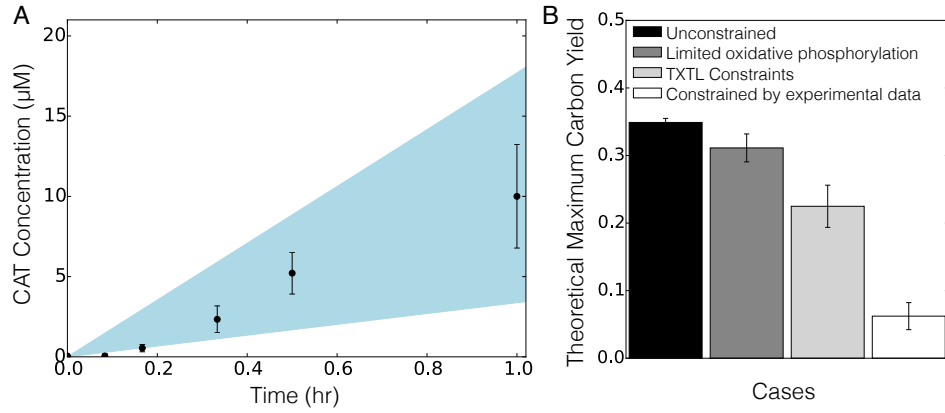 A
CAT Concentration (µM)
20
15
10
5
0
0.0 0.2 0.4 0.6 0.8 1.0
Time (hr)
B
Theoretical Maximum Carbon Yield
0.5
0.4
0.3
0.2
0.1
0.0
Unconstrained
Limited oxidative phosphorylation
TXTL Constraints
Constrained by experimental data
Cases